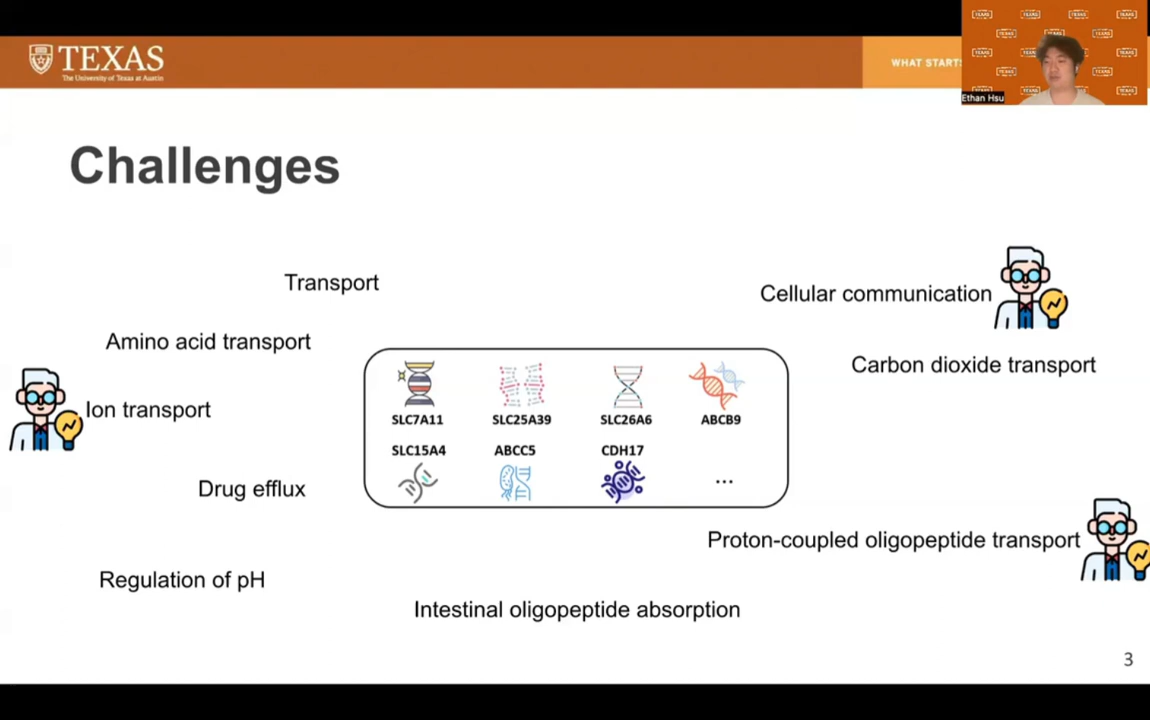 TEXAS
The University of Texas at Austin
WHAT START
Ethan Hsu
Challenges
Transport
Cellular communication
Amino acid transport
Carbon dioxide transport
Ion transport
SLC7A11
SLC25A39
SLC26A6
ABCB9
SLC15A4
ABCC5
CDH17
...
Drug efflux
Proton-coupled oligopeptide transport
Regulation of pH
Intestinal oligopeptide absorption
3